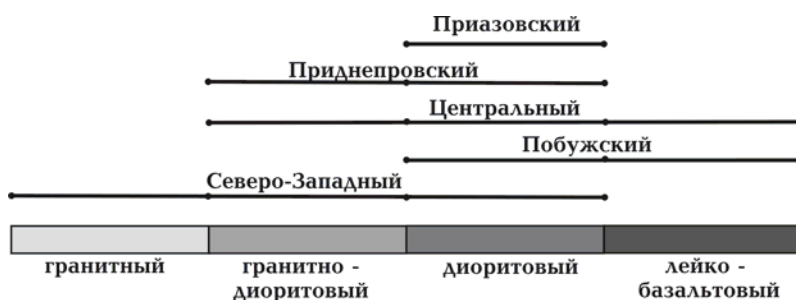 Приазовский
Приднепровский
Центральный
Побужский
Северо-Западный
гранитный
гранитно -
диоритовый
диоритовый
лейко -
базальтовый